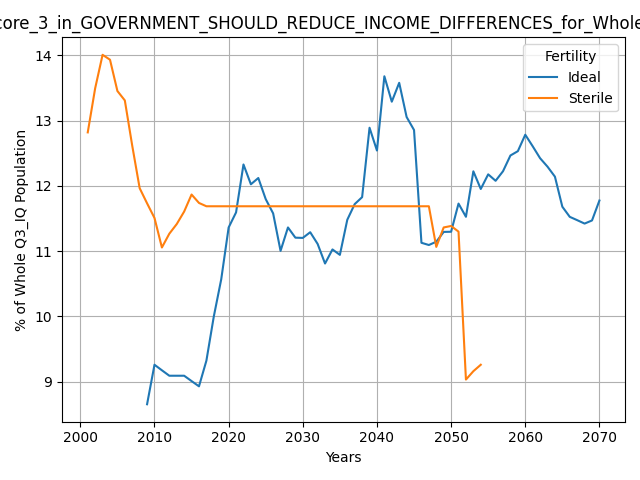 core_3_in_GOVERNMENT_SHOULD_REDUCE_INCOME_DIFFERENCES_for_Whole
14
13
12
11
10
9
% of Whole Q3_IQ Population
Fertility
Ideal
Sterile
2000 2010 2020 2030 2040 2050 2060 2070
Years